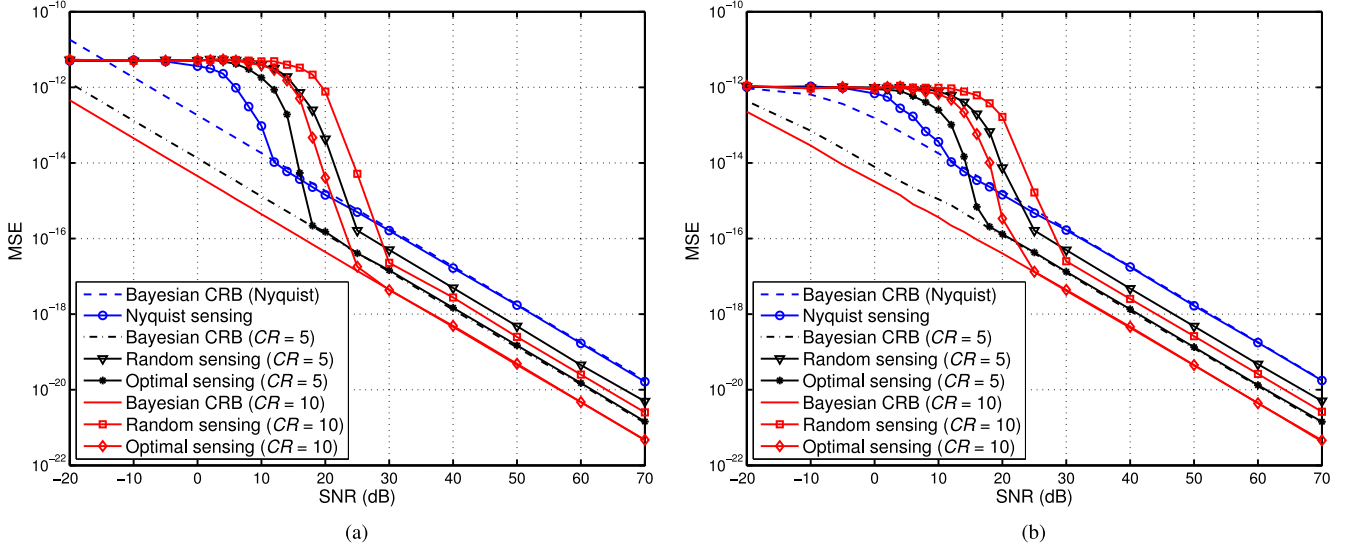 10^−10
10^−12
10^−14
10^−16
10^−18
10^−20
10^−22
MSE
−20
−10
0
10
20
30
40
50
60
70
SNR (dB)
Bayesian CRB (Nyquist)
Nyquist sensing
Bayesian CRB (CR = 5)
Random sensing (CR = 5)
Optimal sensing (CR = 5)
Bayesian CRB (CR = 10)
Random sensing (CR = 10)
Optimal sensing (CR = 10)
(a)
10^−10
10^−12
10^−14
10^−16
10^−18
10^−20
10^−22
MSE
−20
−10
0
10
20
30
40
50
60
70
SNR (dB)
Bayesian CRB (Nyquist)
Nyquist sensing
Bayesian CRB (CR = 5)
Random sensing (CR = 5)
Optimal sensing (CR = 5)
Bayesian CRB (CR = 10)
Random sensing (CR = 10)
Optimal sensing (CR = 10)
(b)